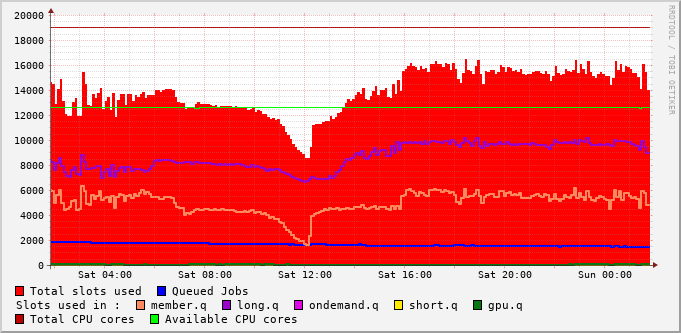 20000
18000
16000
14000
12000
10000
8000
6000
4000
2000
0
Sat 04:00 Sat 08:00 Sat 12:00 Sat 16:00 Sat 20:00 Sun 00:00
Total slots used Queued Jobs
Slots used in : member.q long.q ondemand.q short.q gpu.q
Total CPU cores Available CPU cores
RRDTOOL / TOBI OETIKER